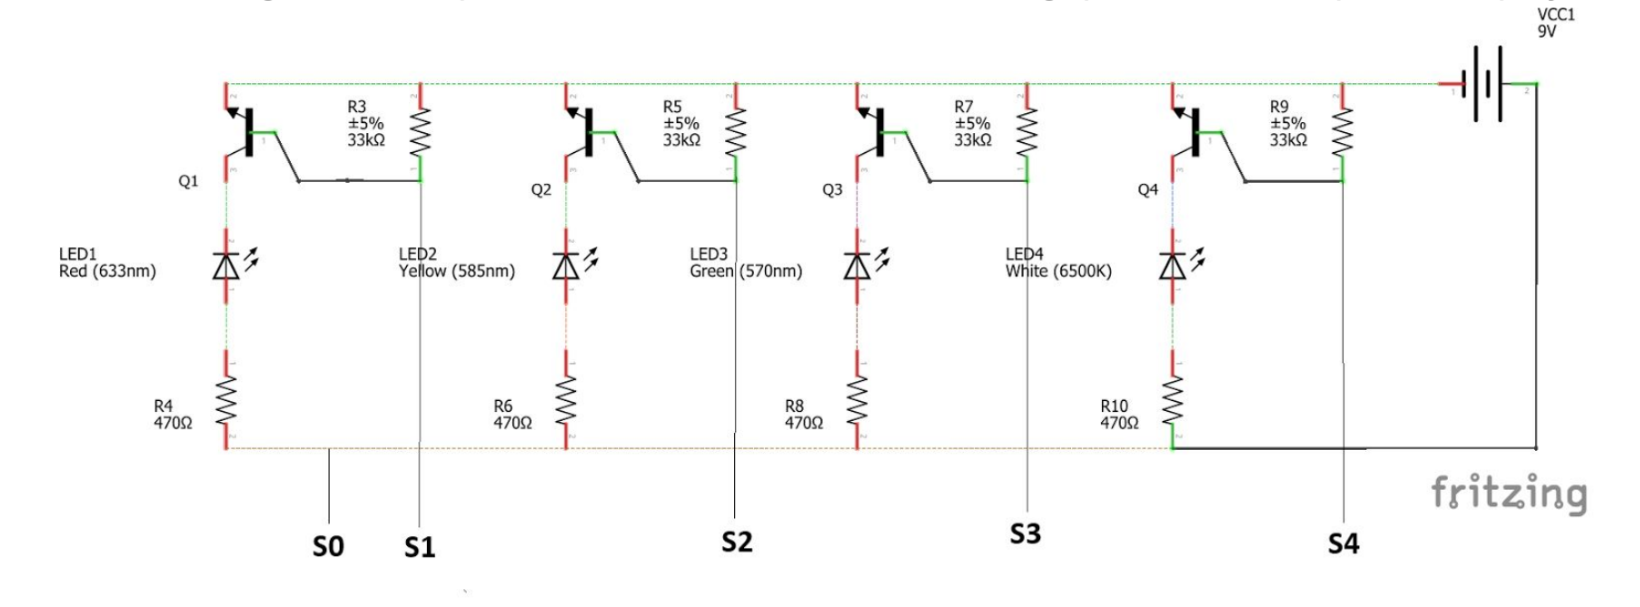 VCC1
9V
R3
±5%
33kΩ
R5
±5%
33kΩ
R7
±5%
33kΩ
R9
±5%
33kΩ
Q1
Q2
Q3
Q4
LED1
Red (633nm)
LED2
Yellow (585nm)
LED3
Green (570nm)
LED4
White (6500K)
R4
470Ω
R6
470Ω
R8
470Ω
R10
470Ω
fritzing
S0
S1
S2
S3
S4